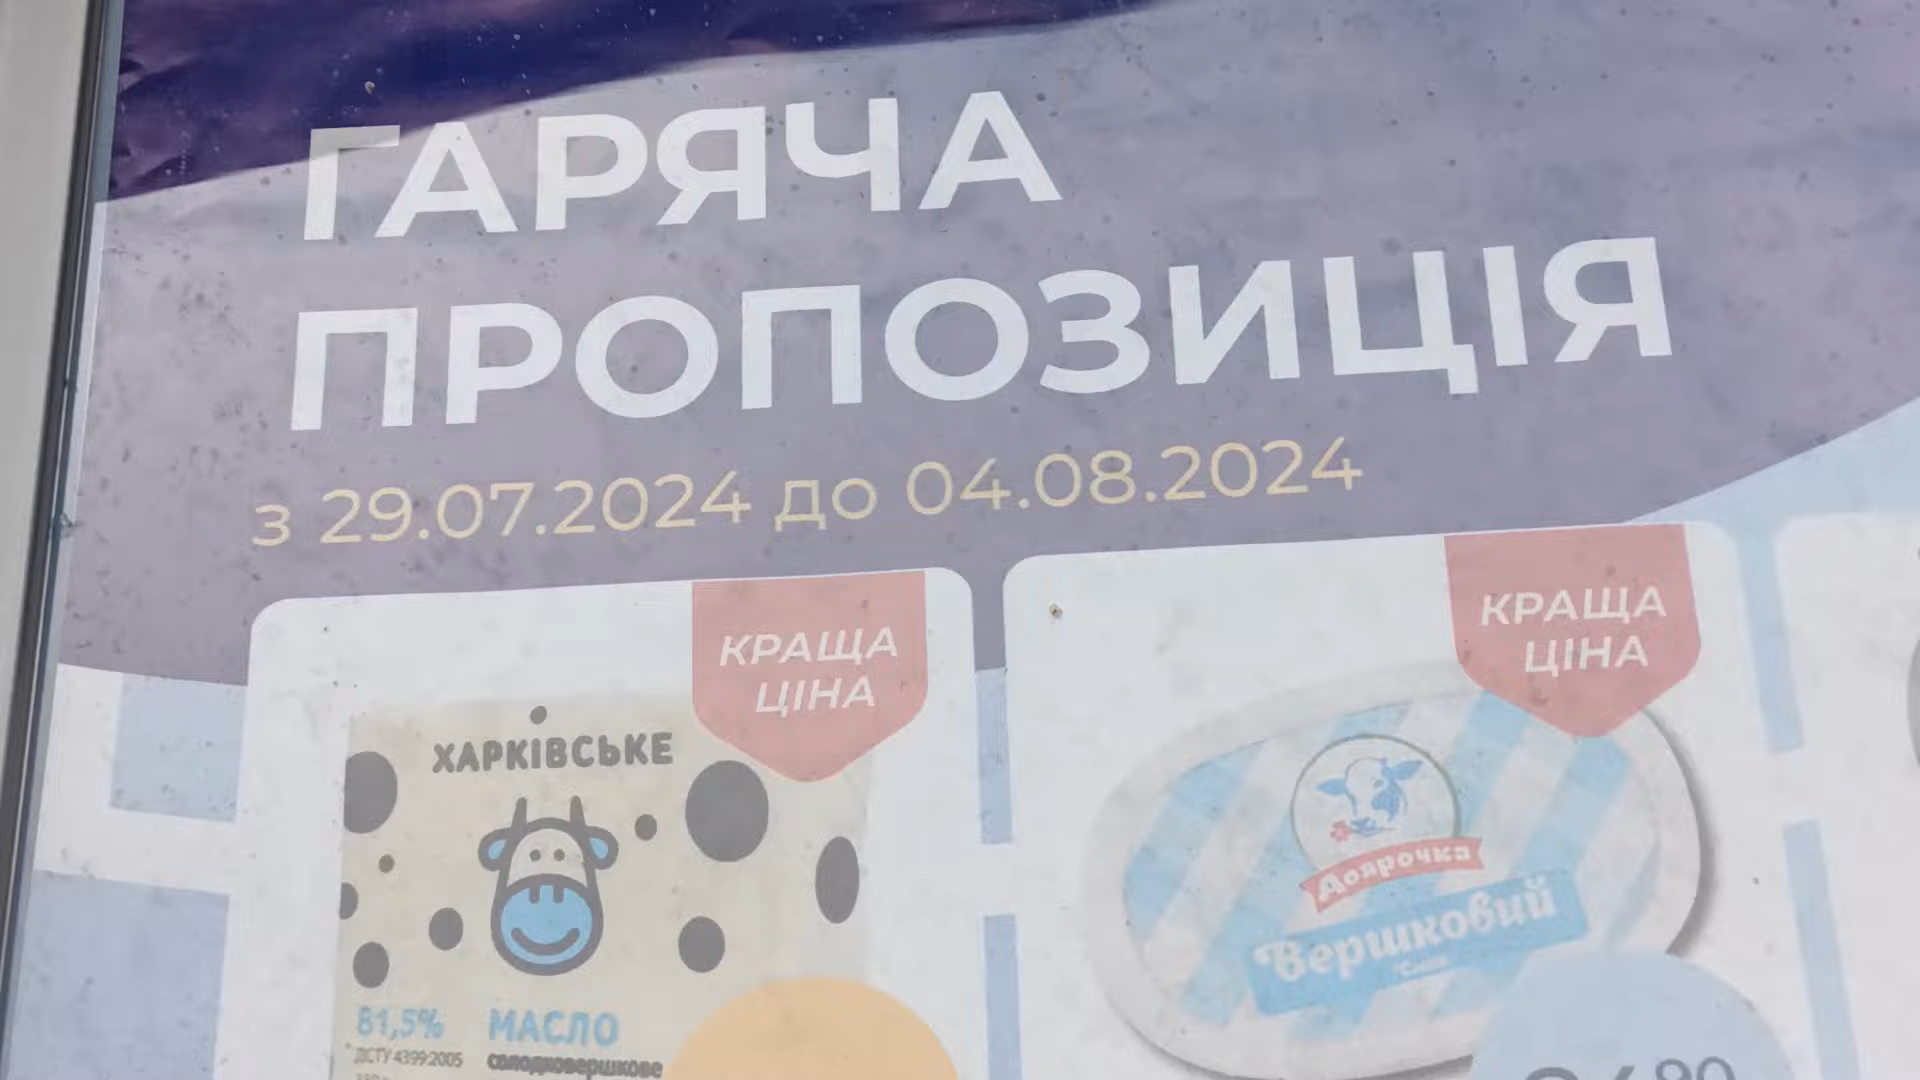 ГАРЯЧА
ПРОПОЗИЦІЯ
з 29.07.2024 до 04.08.2024
КРАЩА
ЦІНА
ХАРКІВСЬКЕ
81,5%
МАСЛО
ДСТУ 4399:2005
солодковершкове
КРАЩА
ЦІНА
Доярочка
Вершковий